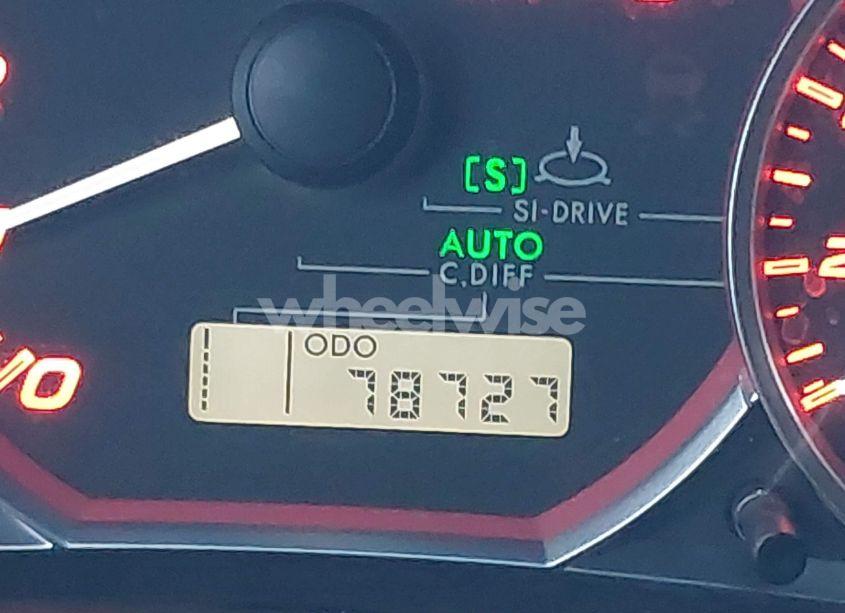 [S]
SI-DRIVE
AUTO
C.DIFF
wheelwise
ODO
78727